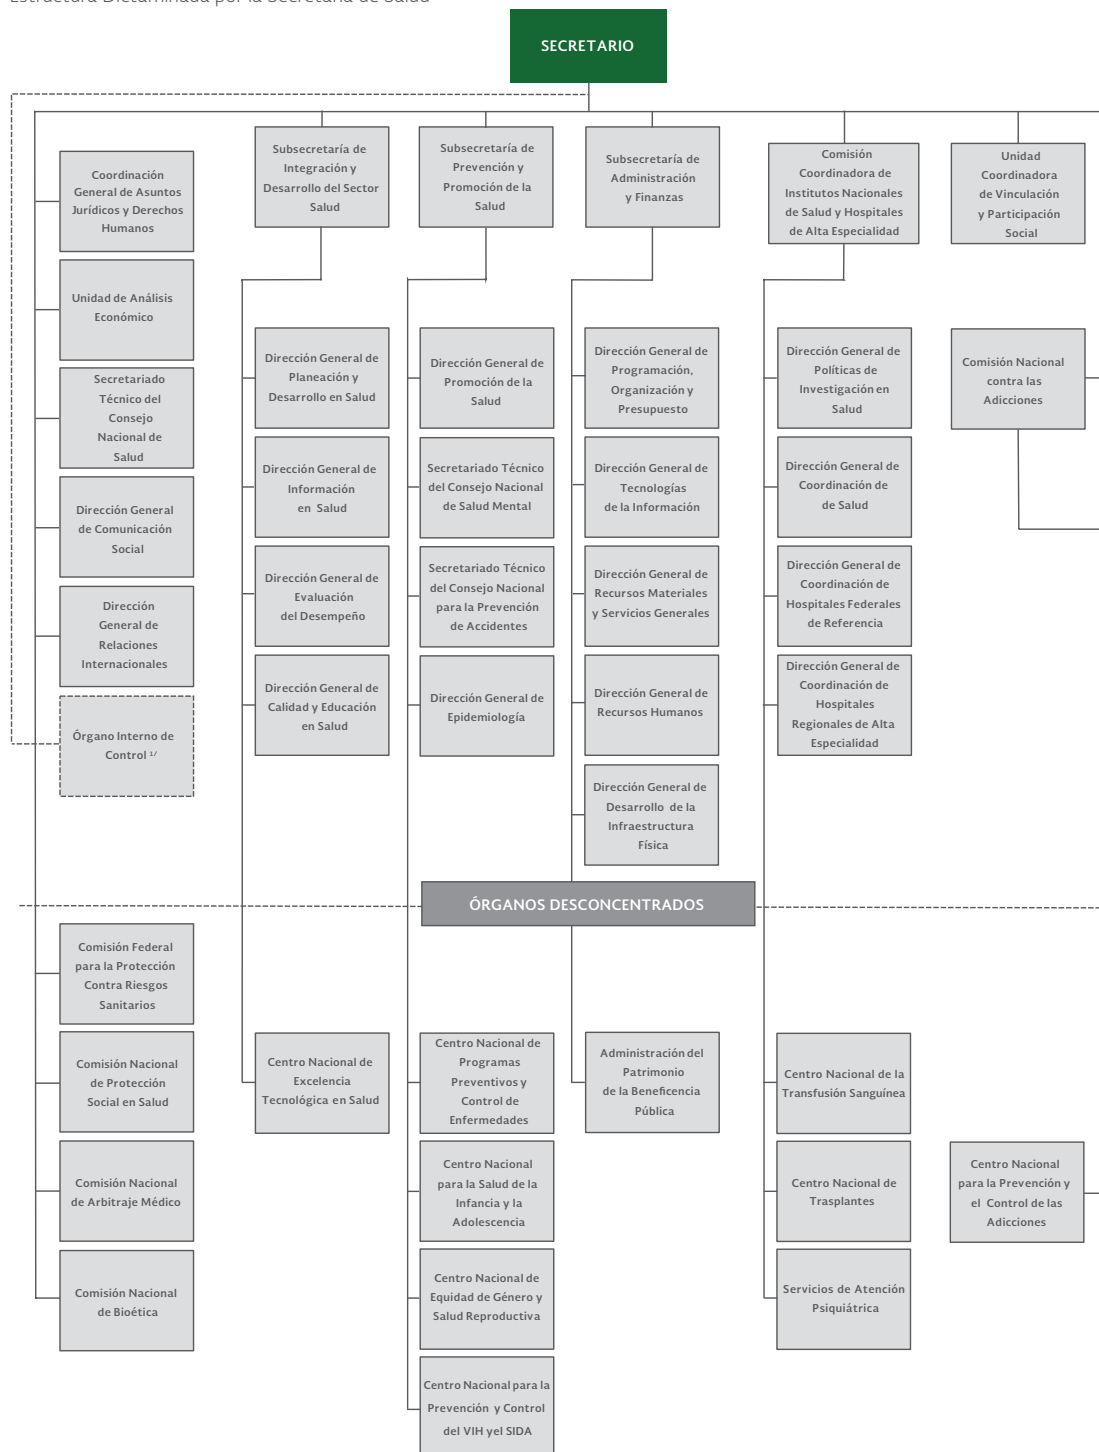 Estructura Dictaminada por la Secretaría de Salud
SECRETARIO
Coordinación
General de Asuntos
Jurídicos y Derechos
Humanos
Unidad de Análisis
Económico
Secretariado
Técnico del
Consejo
Nacional de
Salud
Dirección General
de Comunicación
Social
Dirección
General de
Relaciones
Internacionales
Órgano Interno de
Control 1/
Subsecretaría de
Integración y
Desarrollo del Sector
Salud
Dirección General de
Planeación y
Desarrollo en Salud
Dirección General de
Información
en Salud
Dirección General de
Evaluación
del Desempeño
Dirección General de
Calidad y Educación
en Salud
Subsecretaría de
Prevención y
Promoción de la
Salud
Dirección General de
Promoción de la
Salud
Secretariado Técnico
del Consejo Nacional
de Salud Mental
Secretariado Técnico
del Consejo Nacional
para la Prevención
de Accidentes
Dirección General de
Epidemiología
Subsecretaría de
Administración
y Finanzas
Dirección General de
Programación,
Organización y
Presupuesto
Dirección General de
Tecnologías
de la Información
Dirección General de
Recursos Materiales
y Servicios Generales
Dirección General de
Recursos Humanos
Dirección General de
Desarrollo de la
Infraestructura
Física
Comisión
Coordinadora de
Institutos Nacionales
de Salud y Hospitales
de Alta Especialidad
Dirección General de
Políticas de
Investigación en
Salud
Dirección General de
Coordinación de
de Salud
Dirección General de
Coordinación de
Hospitales Federales
de Referencia
Dirección General de
Coordinación de
Hospitales
Regionales de Alta
Especialidad
Unidad
Coordinadora
de Vinculación
y Participación
Social
Comisión Nacional
contra las
Adicciones
ÓRGANOS DESCONCENTRADOS
Comisión Federal
para la Protección
Contra Riesgos
Sanitarios
Comisión Nacional
de Protección
Social en Salud
Comisión Nacional
de Arbitraje Médico
Comisión Nacional
de Bioética
Centro Nacional de
Excelencia
Tecnológica en Salud
Centro Nacional de
Programas
Preventivos y
Control de
Enfermedades
Centro Nacional
para la Salud de la
Infancia y la
Adolescencia
Centro Nacional de
Equidad de Género y
Salud Reproductiva
Centro Nacional para la
Prevención y Control
del VIH yel SIDA
Administración del
Patrimonio
de la Beneficencia
Pública
Centro Nacional de la
Transfusión Sanguínea
Centro Nacional de
Trasplantes
Servicios de Atención
Psiquiátrica
Centro Nacional
para la Prevención y
el Control de las
Adicciones